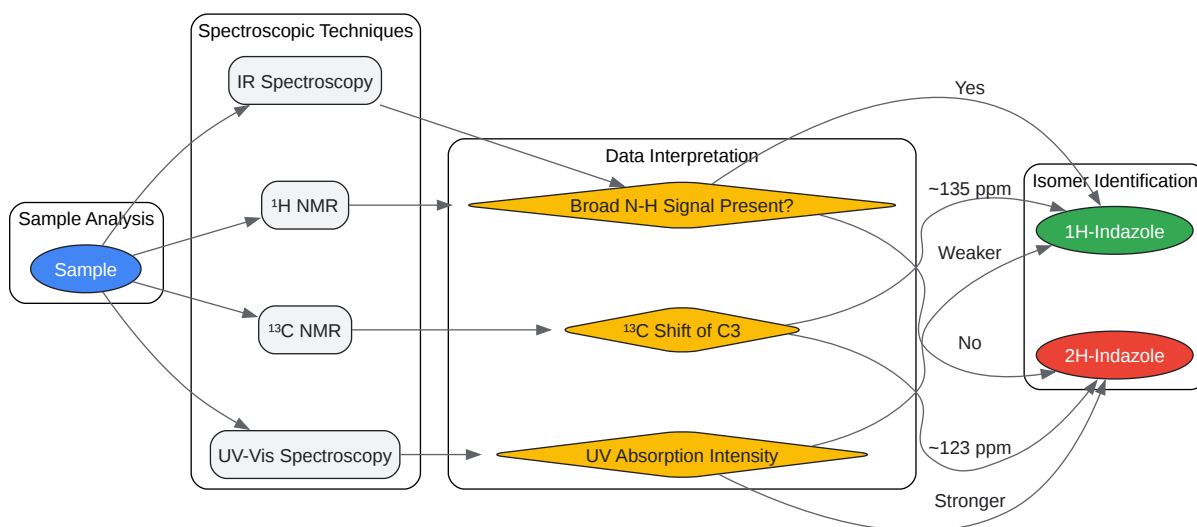 Sample Analysis
Sample
Spectroscopic Techniques
IR Spectroscopy
¹H NMR
¹³C NMR
UV-Vis Spectroscopy
Data Interpretation
Broad N-H Signal Present?
¹³C Shift of C3
UV Absorption Intensity
Yes
~135 ppm
Weaker
No
~123 ppm
Stronger
Isomer Identification
1H-Indazole
2H-Indazole